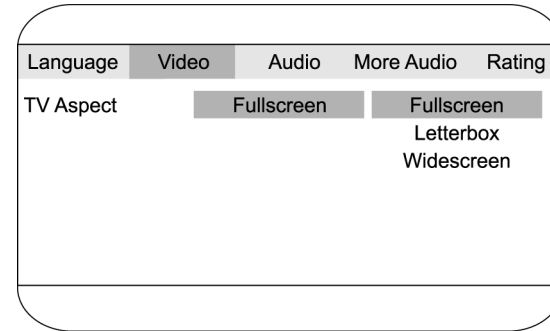 Language Video Audio More Audio Rating
TV Aspect Fullscreen Fullscreen
Letterbox
Widescreen